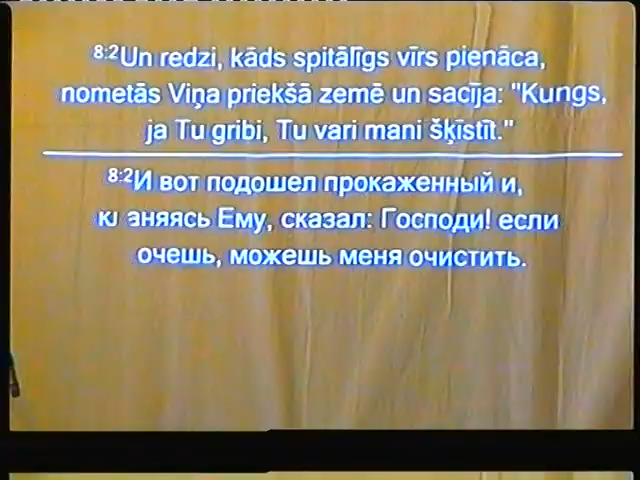 8:2Un redzi, kāds spitālīgs vīrs pienāca,
nometās Viņa priekšā zemē un sacīja: "Kungs,
ja Tu gribi, Tu vari mani šķīstīt."
8:2И вот подошел прокаженный и,
Ему, сказал: Господи! если
можешь меня очистить.